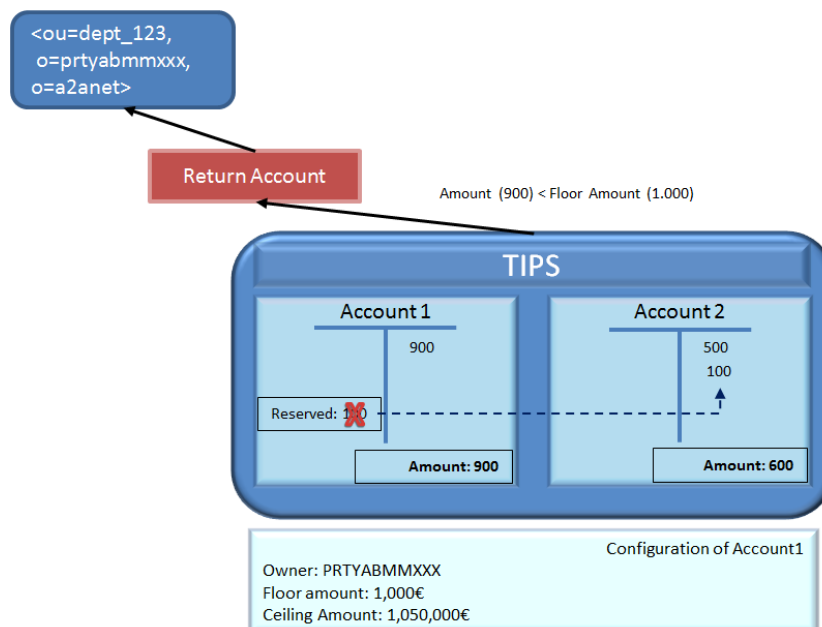 <ou=dept_123,
o=prtyabmmxxx,
o=a2anet>
Return Account
Amount (900) < Floor Amount (1.000)
TIPS
Account 1
900
Reserved:
Amount: 900
Account 2
500
100
Amount: 600
Configuration of Account1
Owner: PRTYABMMXXX
Floor amount: 1,000€
Ceiling Amount: 1,050,000€